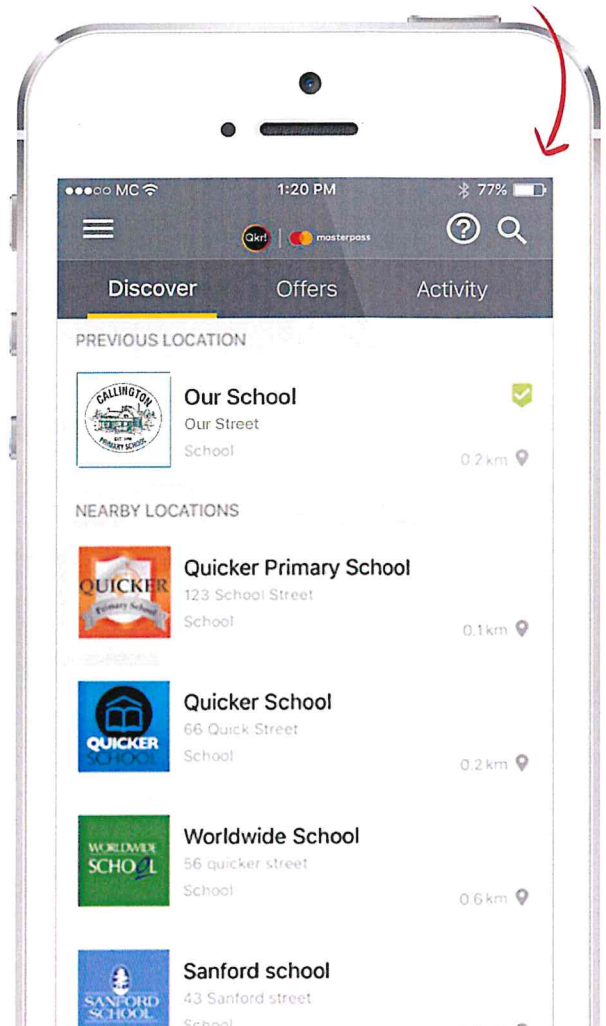 MC
1:20 PM
77%
Qkr!
masterpass
Discover
Offers
Activity
PREVIOUS LOCATION
CALLINGTON
EST
PRIMARY SCHOOL
Our School
Our Street
School
0.2 km
NEARBY LOCATIONS
QUICKER
Primary School
Quicker Primary School
123 School Street
School
0.1 km
QUICKER
SCHOOL
Quicker School
66 Quick Street
School
0.2 km
WORLDWIDE
SCHOOL
Worldwide School
56 quicker street
School
0.6 km
SANFORD
SCHOOL
Sanford school
43 Sanford street
School